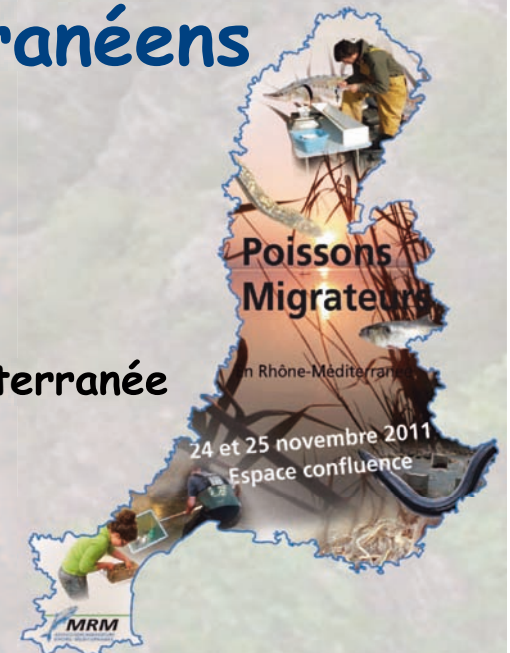 ranéens
Poissons
Migrateurs
en Rhône-Méditerranée
terranée
24 et 25 novembre 2011
Espace confluence
MRM